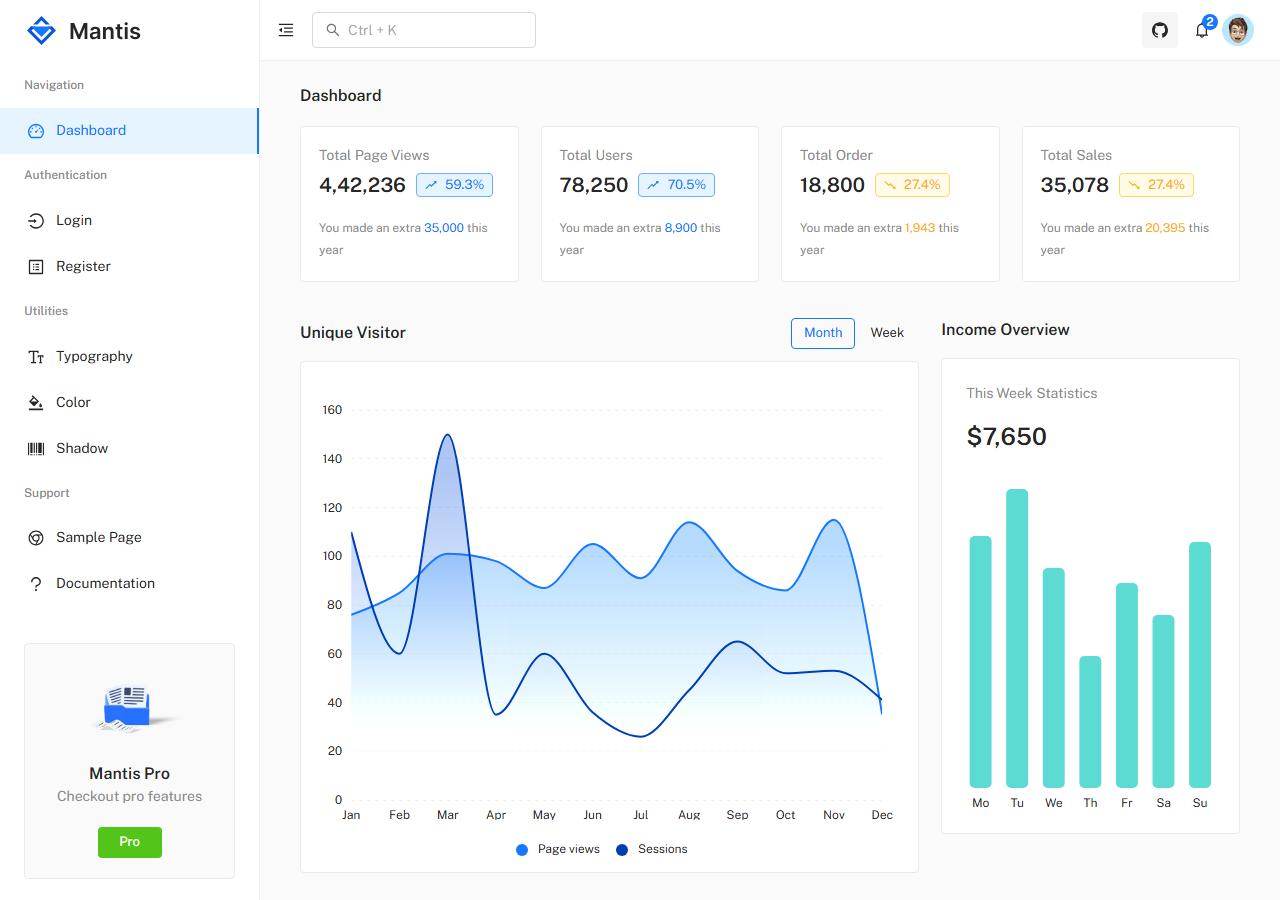 Mantis
Ctrl + K
2
Navigation
Dashboard
Authentication
Login
Register
Utilities
Typography
Color
Shadow
Support
Sample Page
Documentation
Mantis Pro
Checkout pro features
Pro
Dashboard
Total Page Views
4,42,236 59.3%
You made an extra 35,000 this
year
Total Users
78,250 70.5%
You made an extra 8,900 this
year
Total Order
18,800 27.4%
You made an extra 1,943 this
year
Total Sales
35,078 27.4%
You made an extra 20,395 this
year
Unique Visitor
Month Week
160
140
120
100
80
60
40
20
0
Jan Feb Mar Apr May Jun Jul Aug Sep Oct Nov Dec
Page views Sessions
Income Overview
This Week Statistics
$7,650
Mo Tu We Th Fr Sa Su